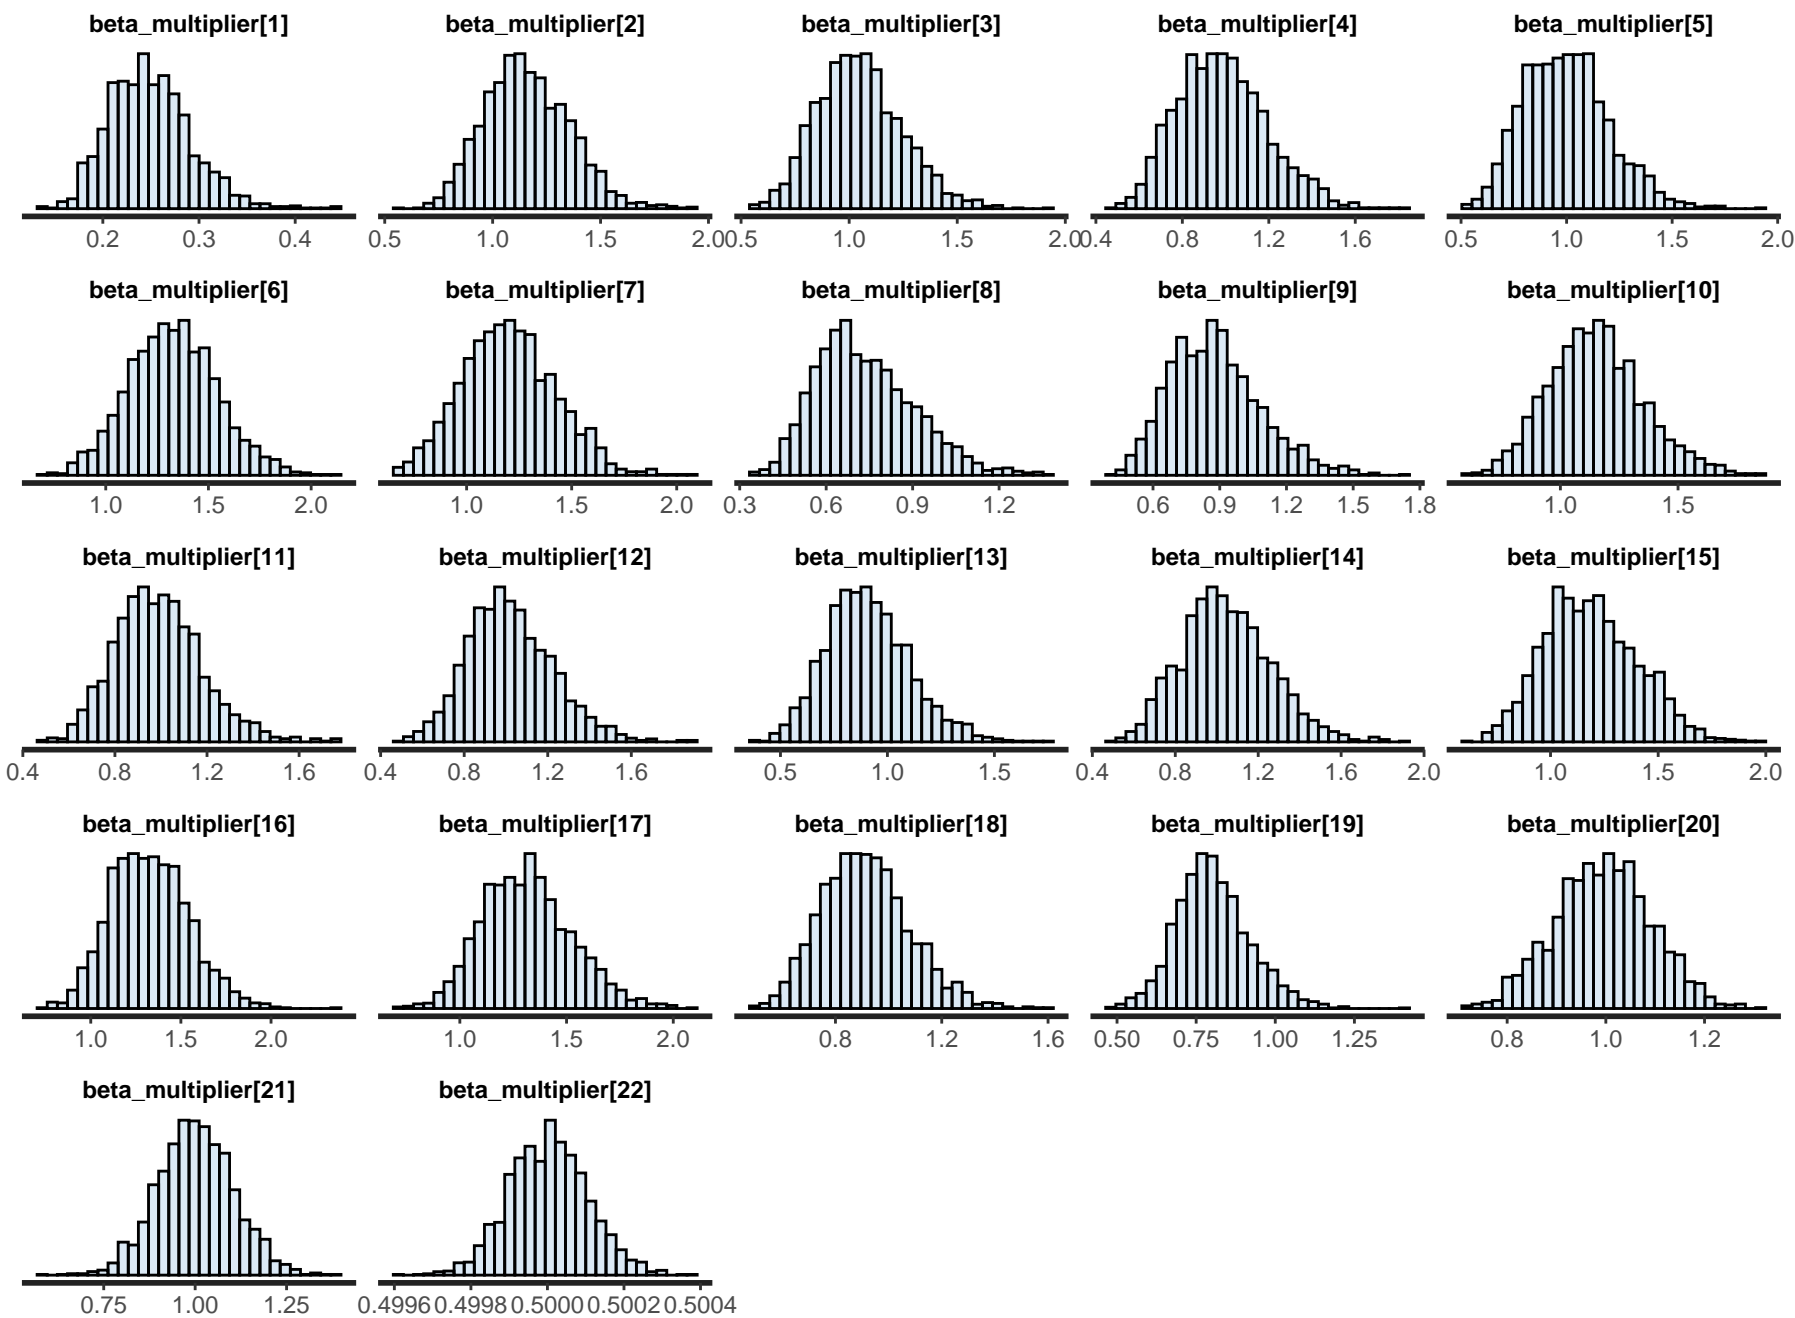 beta_multiplier[1] beta_multiplier[2] beta_multiplier[3] beta_multiplier[4] beta_multiplier[5]
0.2 0.3 0.4 0.5 1.0 1.5 2.0 0.5 1.0 1.5 2.0 0.4 0.8 1.2 1.6 0.5 1.0 1.5 2.0
beta_multiplier[6] beta_multiplier[7] beta_multiplier[8] beta_multiplier[9] beta_multiplier[10]
1.0 1.5 2.0 1.0 1.5 2.0 0.3 0.6 0.9 1.2 0.6 0.9 1.2 1.5 1.8 1.0 1.5
beta_multiplier[11] beta_multiplier[12] beta_multiplier[13] beta_multiplier[14] beta_multiplier[15]
0.4 0.8 1.2 1.6 0.4 0.8 1.2 1.6 0.5 1.0 1.5 0.4 0.8 1.2 1.6 2.0 1.0 1.5 2.0
beta_multiplier[16] beta_multiplier[17] beta_multiplier[18] beta_multiplier[19] beta_multiplier[20]
1.0 1.5 2.0 1.0 1.5 2.0 0.8 1.2 1.6 0.50 0.75 1.00 1.25 0.8 1.0 1.2
beta_multiplier[21] beta_multiplier[22]
0.75 1.00 1.25 0.4996 0.4998 0.5000 0.5002 0.5004